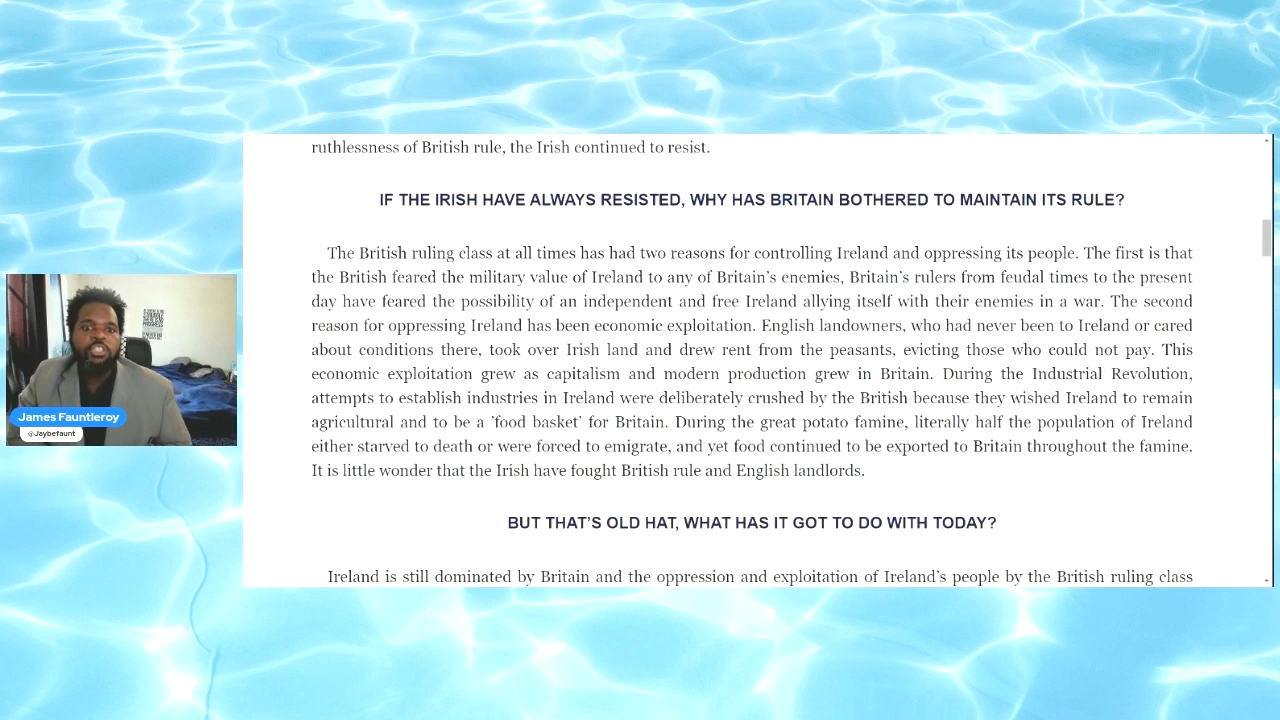 ruthlessness of British rule, the Irish continued to resist.
IF THE IRISH HAVE ALWAYS RESISTED, WHY HAS BRITAIN BOTHERED TO MAINTAIN ITS RULE?
The British ruling class at all times has had two reasons for controlling Ireland and oppressing its people. The first is that
the British feared the military value of Ireland to any of Britain's enemies, Britain's rulers from feudal times to the present
day have feared the possibility of an independent and free Ireland allying itself with their enemies in a war. The second
reason for oppressing Ireland has been economic exploitation. English landowners, who had never been to Ireland or cared
about conditions there, took over Irish land and drew rent from the peasants, evicting those who could not pay. This
economic exploitation grew as capitalism and modern production grew in Britain. During the Industrial Revolution,
attempts to establish industries in Ireland were deliberately crushed by the British because they wished Ireland to remain
agricultural and to be a 'food basket' for Britain. During the great potato famine, literally half the population of Ireland
either starved to death or were forced to emigrate, and yet food continued to be exported to Britain throughout the famine.
It is little wonder that the Irish have fought British rule and English landlords.
BUT THAT'S OLD HAT, WHAT HAS IT GOT TO DO WITH TODAY?
Ireland is still dominated by Britain and the oppression and exploitation of Ireland's people by the British ruling class
James Fauntleroy
@Jaybefaunt